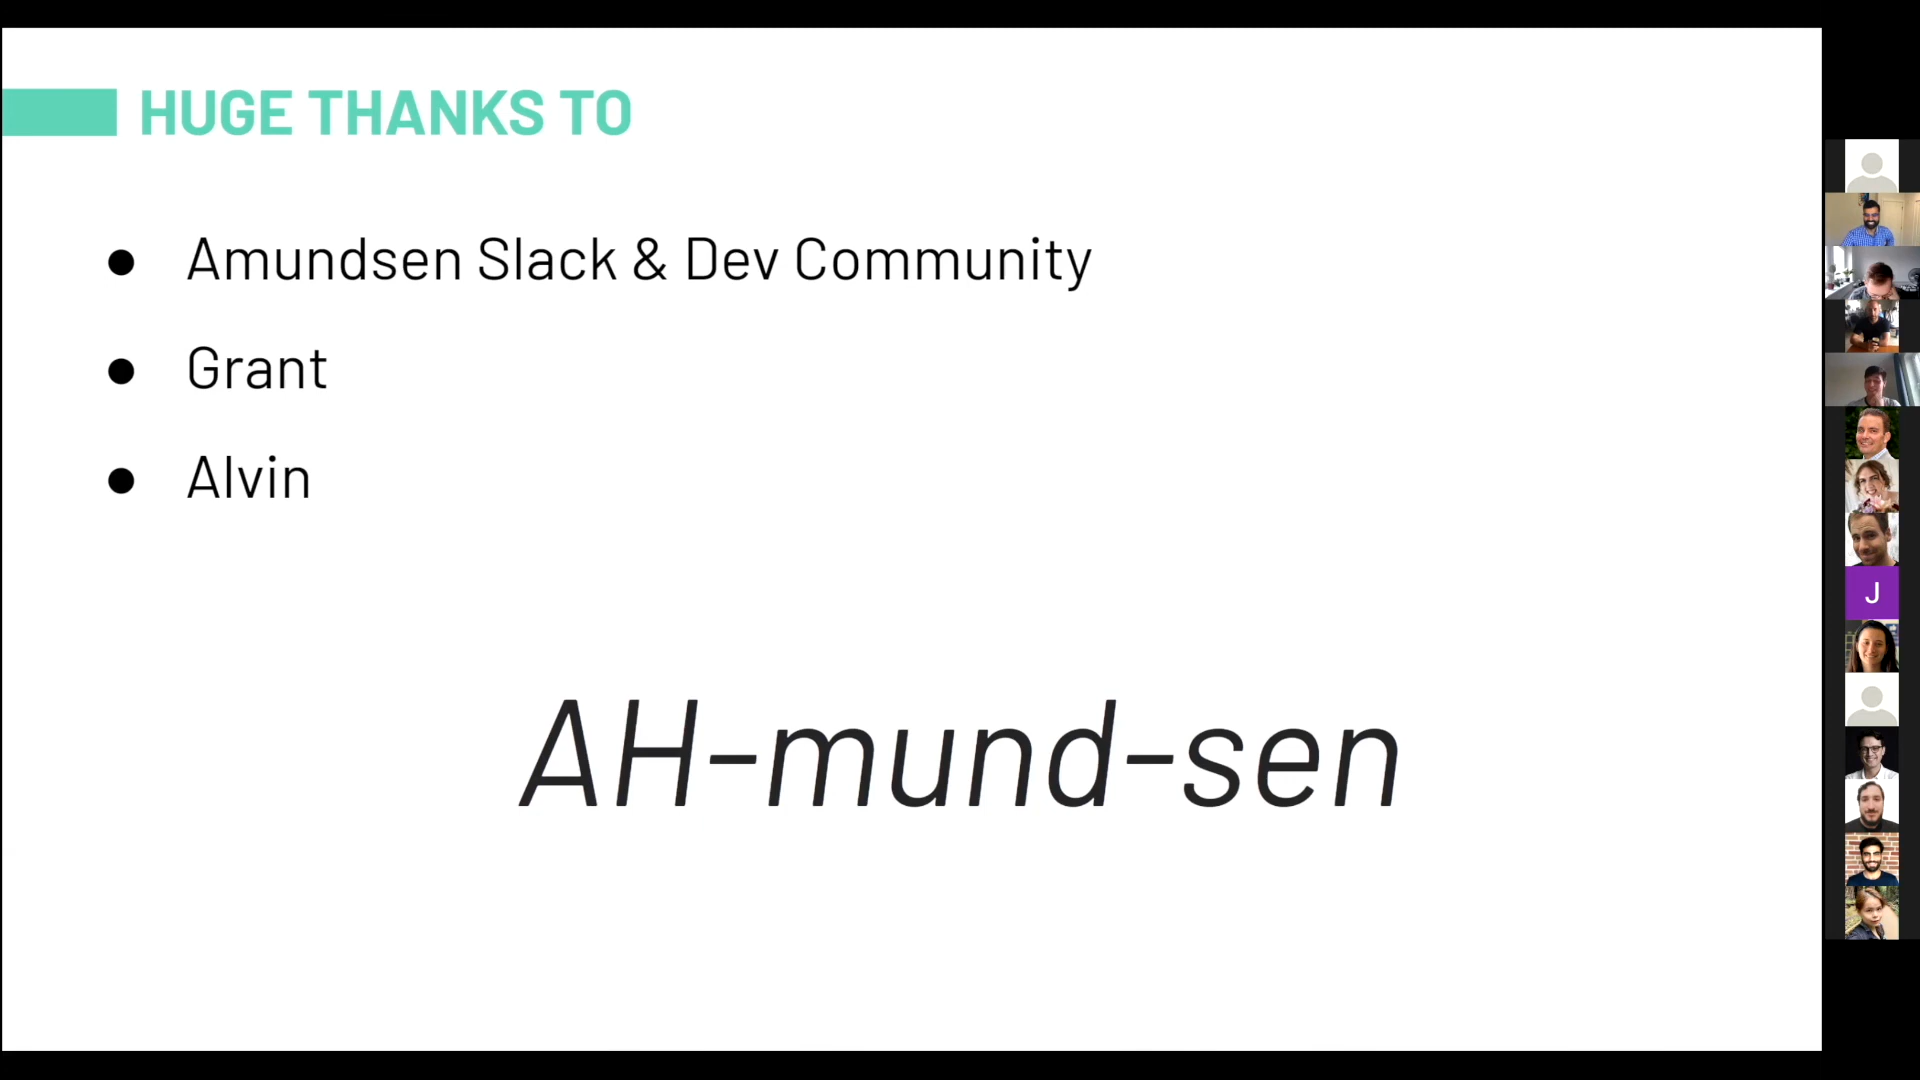 HUGE THANKS TO
● Amundsen Slack & Dev Community
● Grant
● Alvin
AH-mund-sen
J